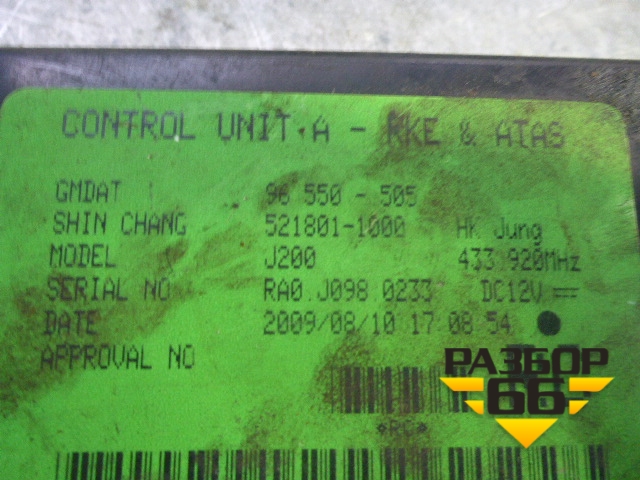 CONTROL UNIT A - RKE & ATAS
GMDAT 96 550 - 505
SHIN CHANG 521801-1000 HK Jung
MODEL J200 433.920MHz
SERIAL NO RA0.J098.0233 DC12V
DATE 2009/08/10 17 08 54
APPROVAL NO
РАЗБОР
66